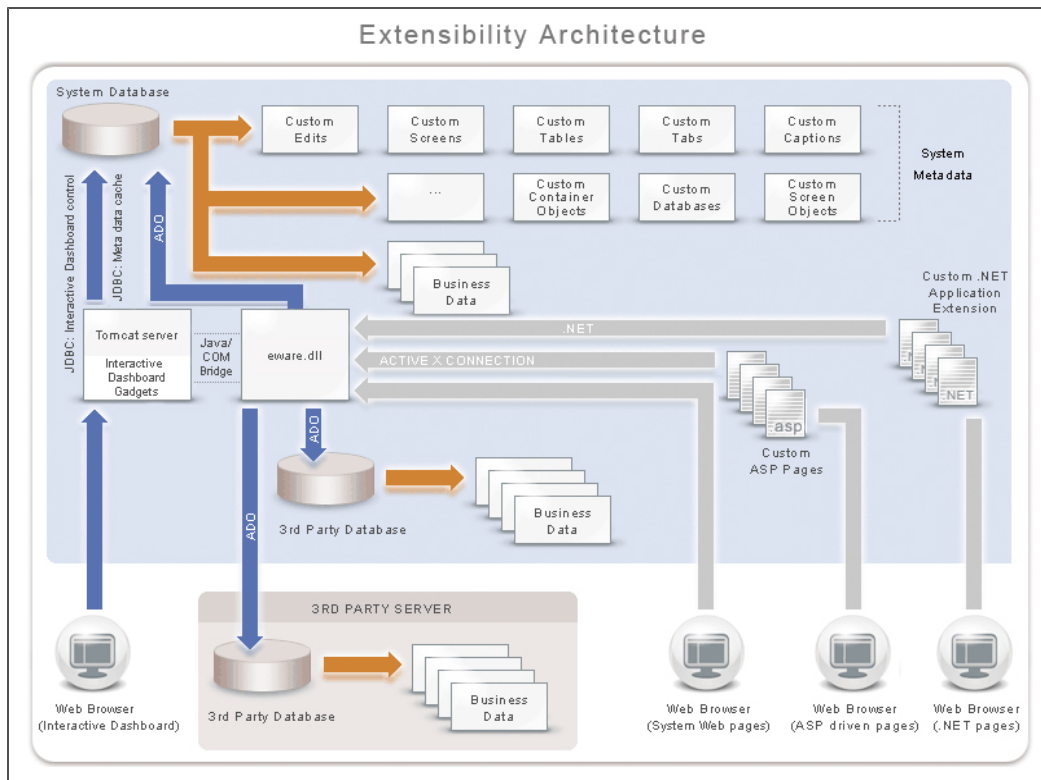 Extensibility Architecture
System Database
Custom
Edits
Custom
Screens
Custom
Tables
Custom
Tabs
Custom
Captions
System
Metadata
...
Custom
Container
Objects
Custom
Databases
Custom
Screen
Objects
JDBC: Interactive Dashboard control
JDBC: Meta data cache
ADO
Business
Data
Custom .NET
Application
Extension
Tomcat server
Interactive
Dashboard
Gadgets
Java/
COM
Bridge
eware.dll
.NET
ACTIVE X CONNECTION
.NET
.asp
Custom
ASP Pages
ADO
ADO
3rd Party Database
Business
Data
3RD PARTY SERVER
3rd Party Database
Business
Data
Web Browser
(Interactive Dashboard)
Web Browser
(System Web pages)
Web Browser
(ASP driven pages)
Web Browser
(.NET pages)